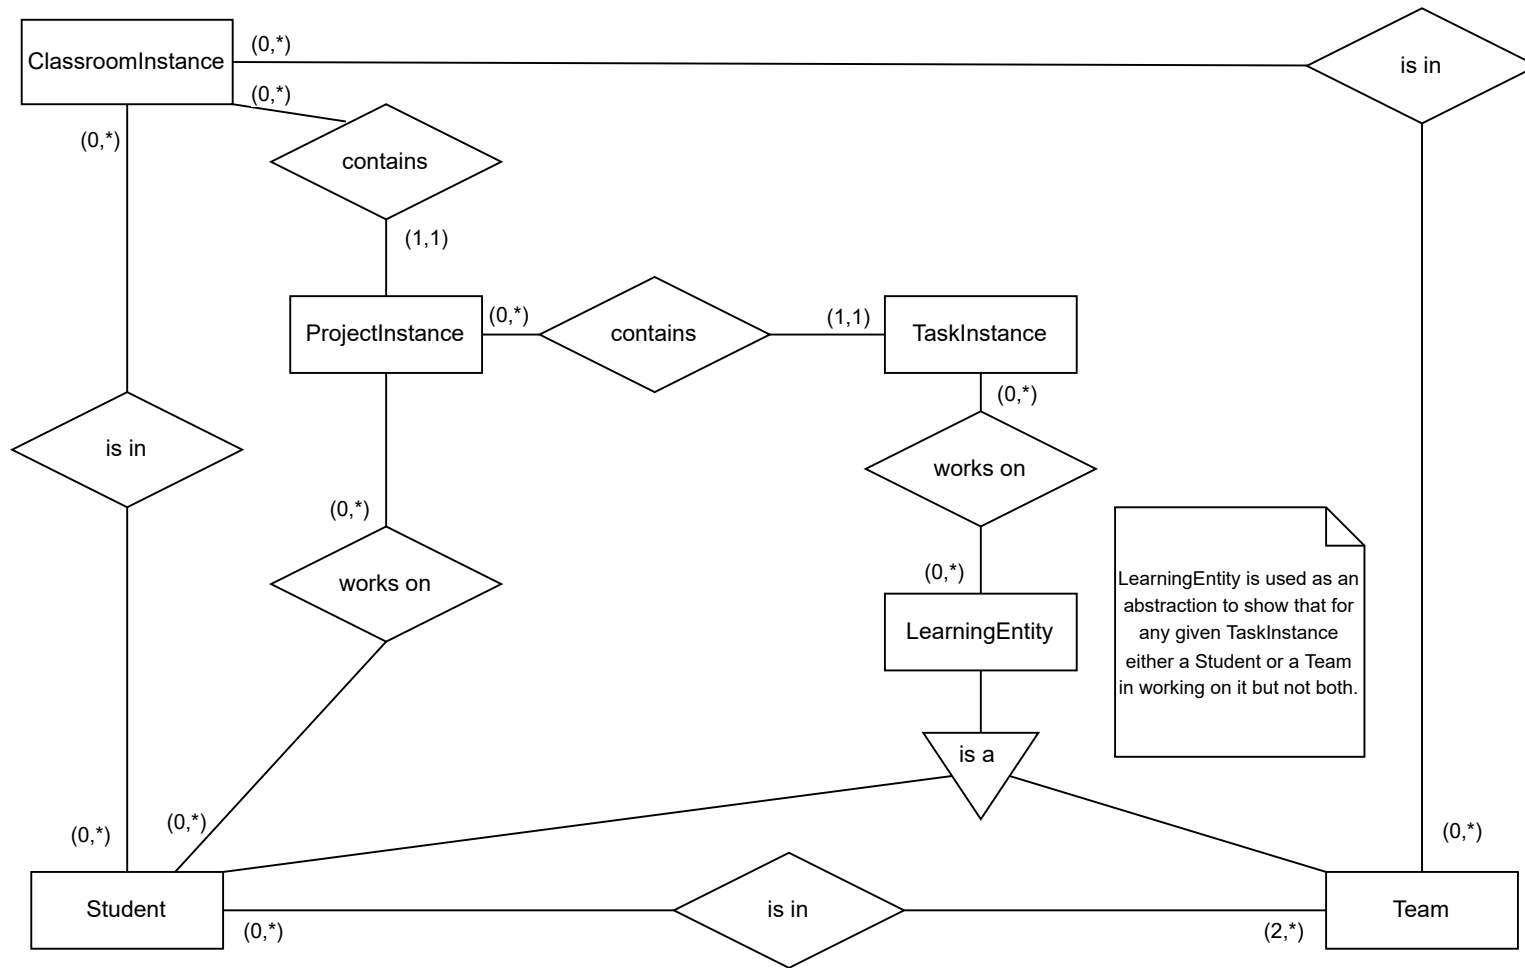 (0,*)
ClassroomInstance
is in
(0,*)
(0,*)
contains
(1,1)
ProjectInstance
(0,*)
contains
(1,1)
TaskInstance
(0,*)
is in
works on
(0,*)
works on
(0,*)
LearningEntity
LearningEntity is used as an
abstraction to show that for
any given TaskInstance
either a Student or a Team
in working on it but not both.
is a
(0,*)
(0,*)
(0,*)
Student
is in
Team
(0,*)
(2,*)